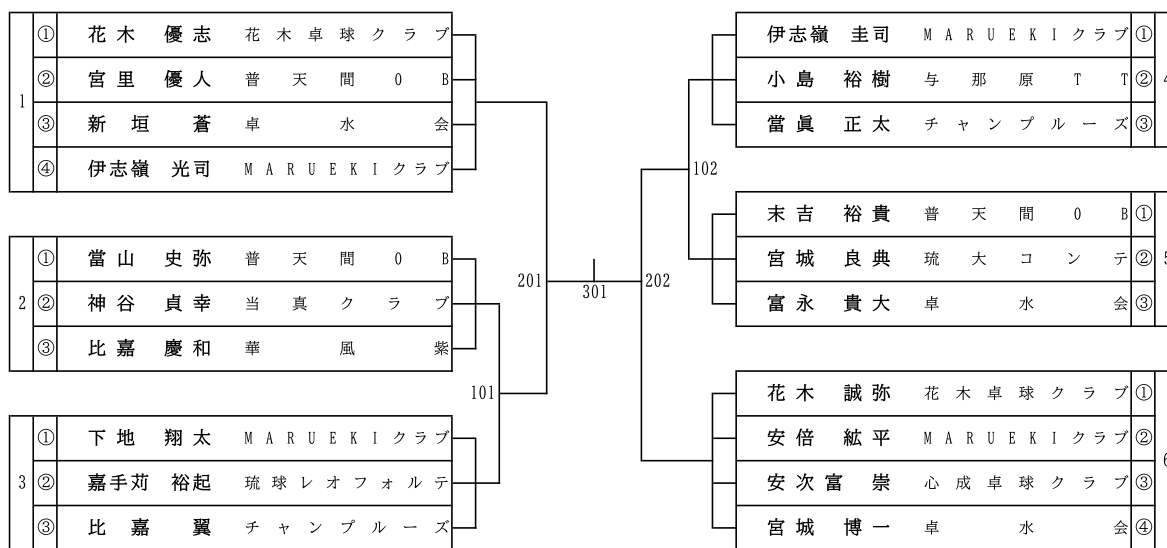 1
① 花木 優志 花木卓球クラブ
② 宮里 優人 普天間OB
③ 新垣 蒼 卓水会
④ 伊志嶺 光司 MARUEKIクラブ
2
① 當山 史弥 普天間OB
② 神谷 貞幸 当真クラブ
③ 比嘉 慶和 華風紫
3
① 下地 翔太 MARUEKIクラブ
② 嘉手苅 裕起 琉球レオフォルテ
③ 比嘉 翼 チャンプルーズ
101
201
301
202
102
伊志嶺 圭司 MARUEKIクラブ ①
小島 裕樹 与那原TT ②
當眞 正太 チャンプルーズ ③
4
末吉 裕貴 普天間OB ①
宮城 良典 琉大コンテ ②
富永 貴大 卓水会 ③
5
花木 誠弥 花木卓球クラブ ①
安倍 紘平 MARUEKIクラブ ②
安次富 崇 心成卓球クラブ ③
宮城 博一 卓水会 ④
6